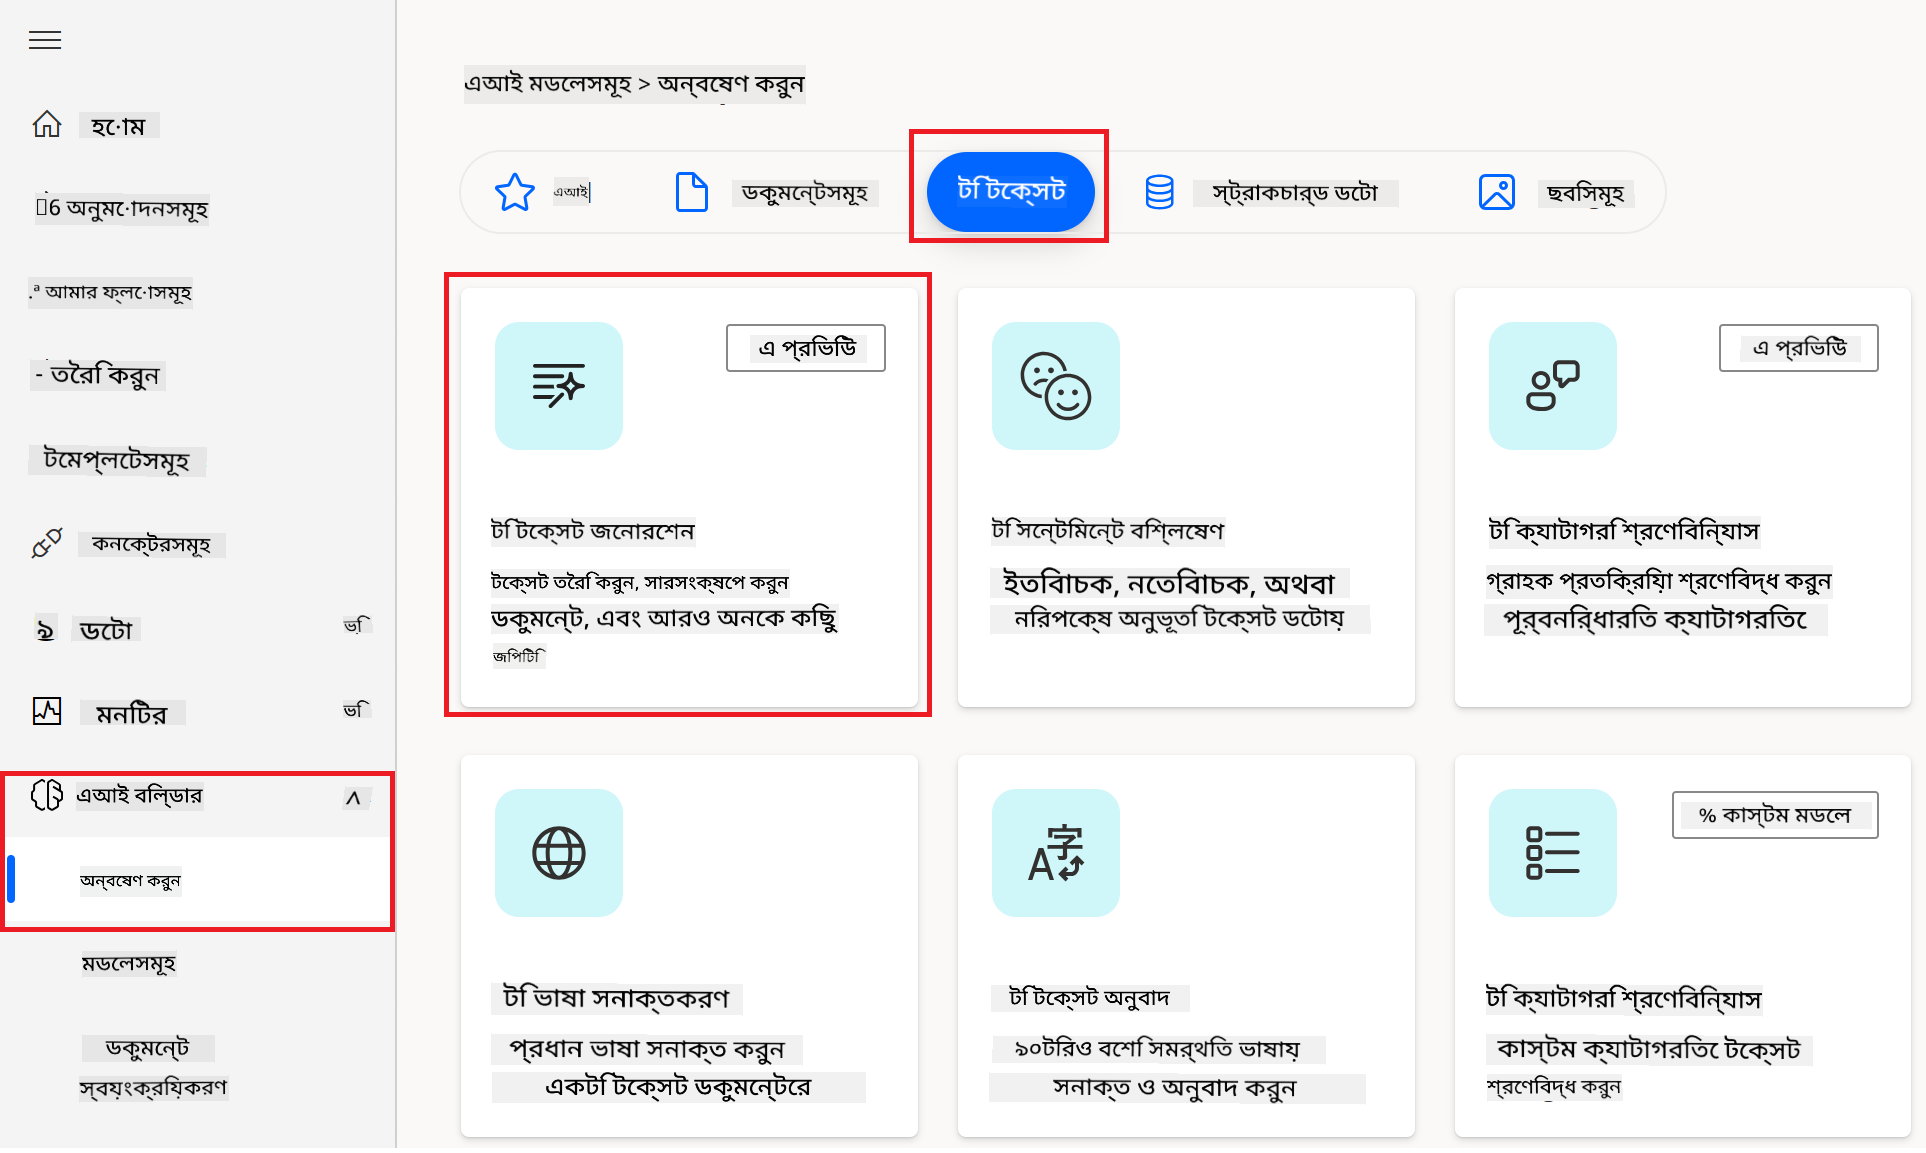 এআই মডেলসমূহ > অন্বেষণ করুন
হোম
6 অনুমোদনসমূহ
আমার ফ্লোসমূহ
- তৈরি করুন
টেমপ্লেটসমূহ
কনেক্টরসমূহ
১ ডেটা ভি
মনিটর ভি
এআই বিল্ডার ^
অন্বেষণ করুন
মডেলসমূহ
ডকুমেন্ট
স্বয়ংক্রিয়করণ
এআই
ডকুমেন্টসমূহ
টি টেক্সট
স্ট্রাকচার্ড ডেটা
ছবিসমূহ
এ প্রিভিউ
টি টেক্সট জেনারেশন
টেক্সট তৈরি করুন, সারসংক্ষেপ করুন
ডকুমেন্ট, এবং আরও অনেক কিছু
জিপিটি
টি সেন্টিমেন্ট বিশ্লেষণ
ইতিবাচক, নেতিবাচক, অথবা
নিরপেক্ষ অনুভূতি টেক্সট ডেটায়
এ প্রিভিউ
টি ক্যাটাগরি শ্রেণিবিন্যাস
গ্রাহক প্রতিক্রিয়া শ্রেণিবদ্ধ করুন
পূর্বনির্ধারিত ক্যাটাগরিতে
টি ভাষা সনাক্তকরণ
প্রধান ভাষা সনাক্ত করুন
একটি টেক্সট ডকুমেন্টের
টি টেক্সট অনুবাদ
৯০টিরও বেশি সমর্থিত ভাষায়
সনাক্ত ও অনুবাদ করুন
% কাস্টম মডেল
টি ক্যাটাগরি শ্রেণিবিন্যাস
কাস্টম ক্যাটাগরিতে টেক্সট
শ্রেণিবদ্ধ করুন